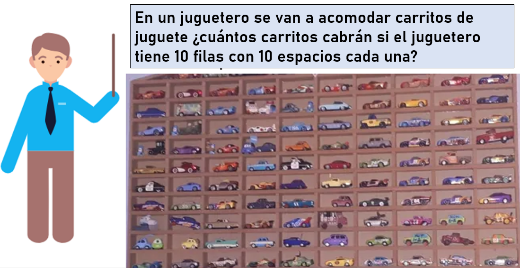 En un juguetero se van a acomodar carritos de
juguete ¿cuántos carritos cabrán si el juguetero
tiene 10 filas con 10 espacios cada una?